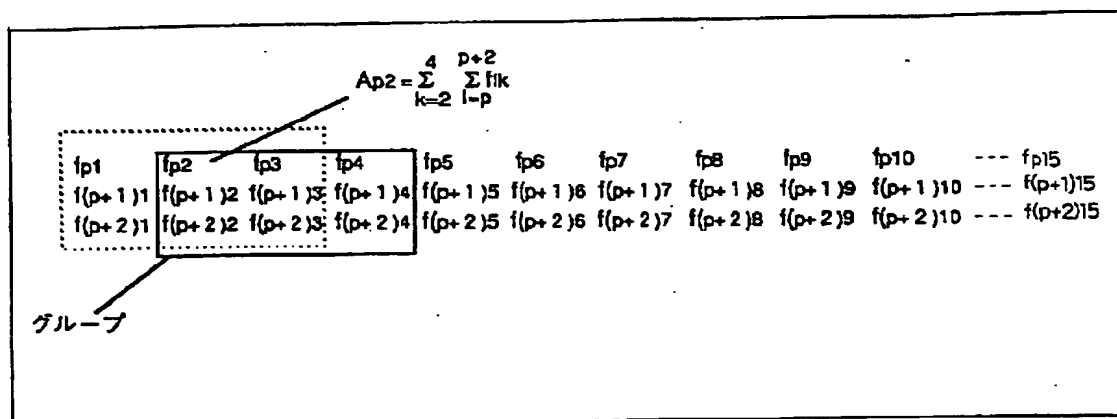 Ap2 = Σ Σ fik
4 p+2
k=2 i=p
fp1 fp2 fp3 fp4 fp5 fp6 fp7 fp8 fp9 fp10 --- fp15
f(p+1)1 f(p+1)2 f(p+1)3 f(p+1)4 f(p+1)5 f(p+1)6 f(p+1)7 f(p+1)8 f(p+1)9 f(p+1)10 --- f(p+1)15
f(p+2)1 f(p+2)2 f(p+2)3 f(p+2)4 f(p+2)5 f(p+2)6 f(p+2)7 f(p+2)8 f(p+2)9 f(p+2)10 --- f(p+2)15
グループ